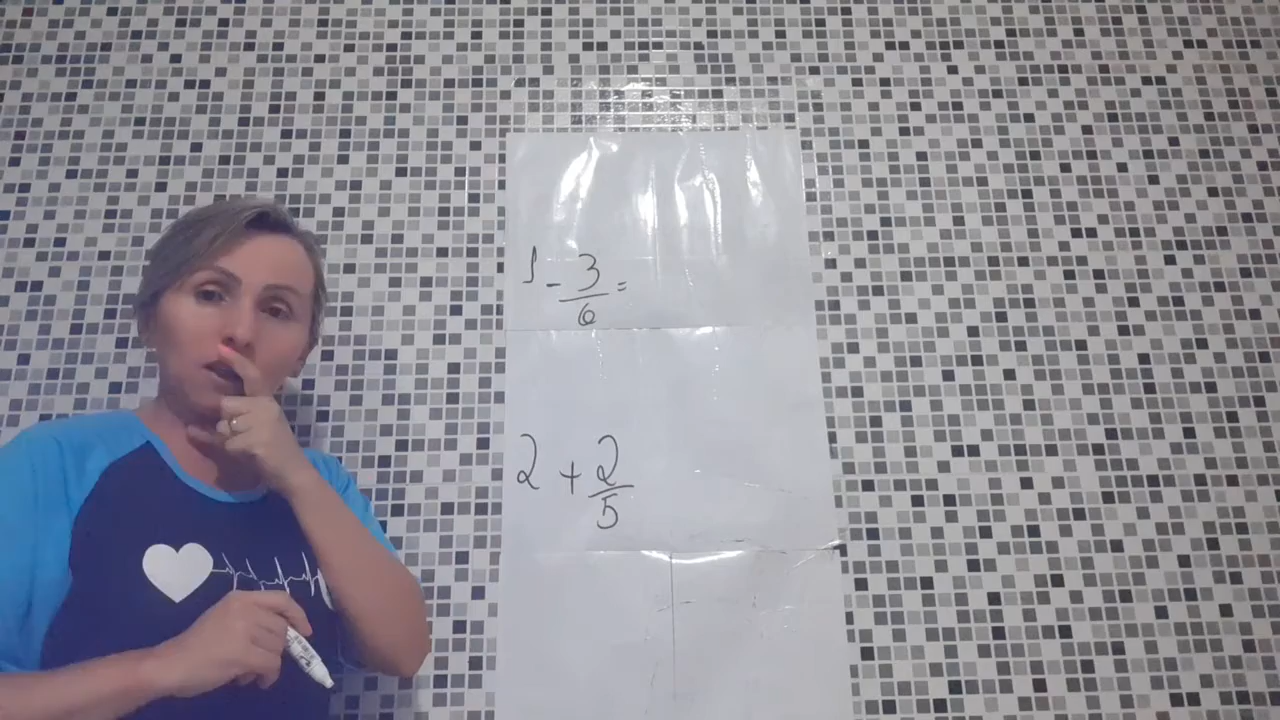 1 - 3/6 =
2 + 2/5